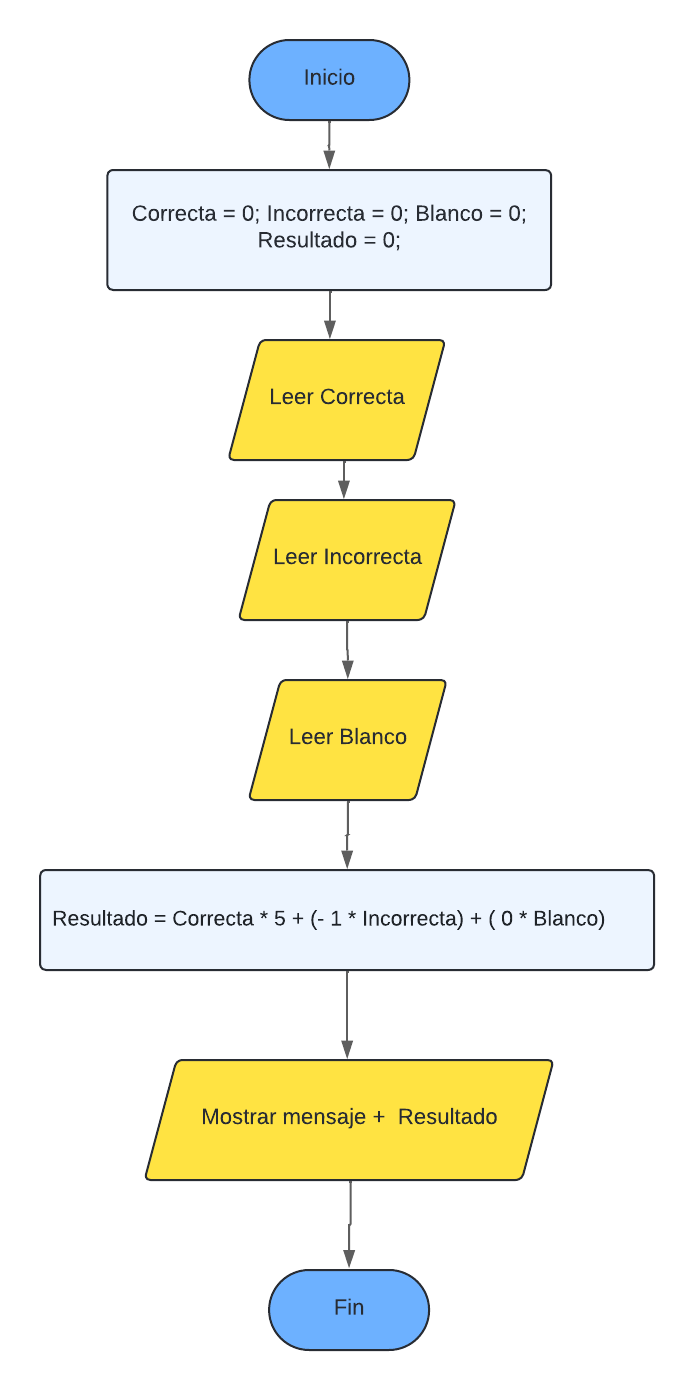 Inicio
Correcta = 0; Incorrecta = 0; Blanco = 0;
Resultado = 0;
Leer Correcta
Leer Incorrecta
Leer Blanco
Resultado = Correcta * 5 + (- 1 * Incorrecta) + ( 0 * Blanco)
Mostrar mensaje +  Resultado
Fin